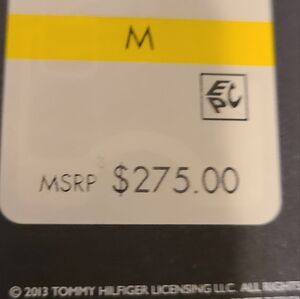 M
EPC
MSRP $275.00
© 2013 TOMMY HILFIGER LICENSING LLC. ALL RIGHTS